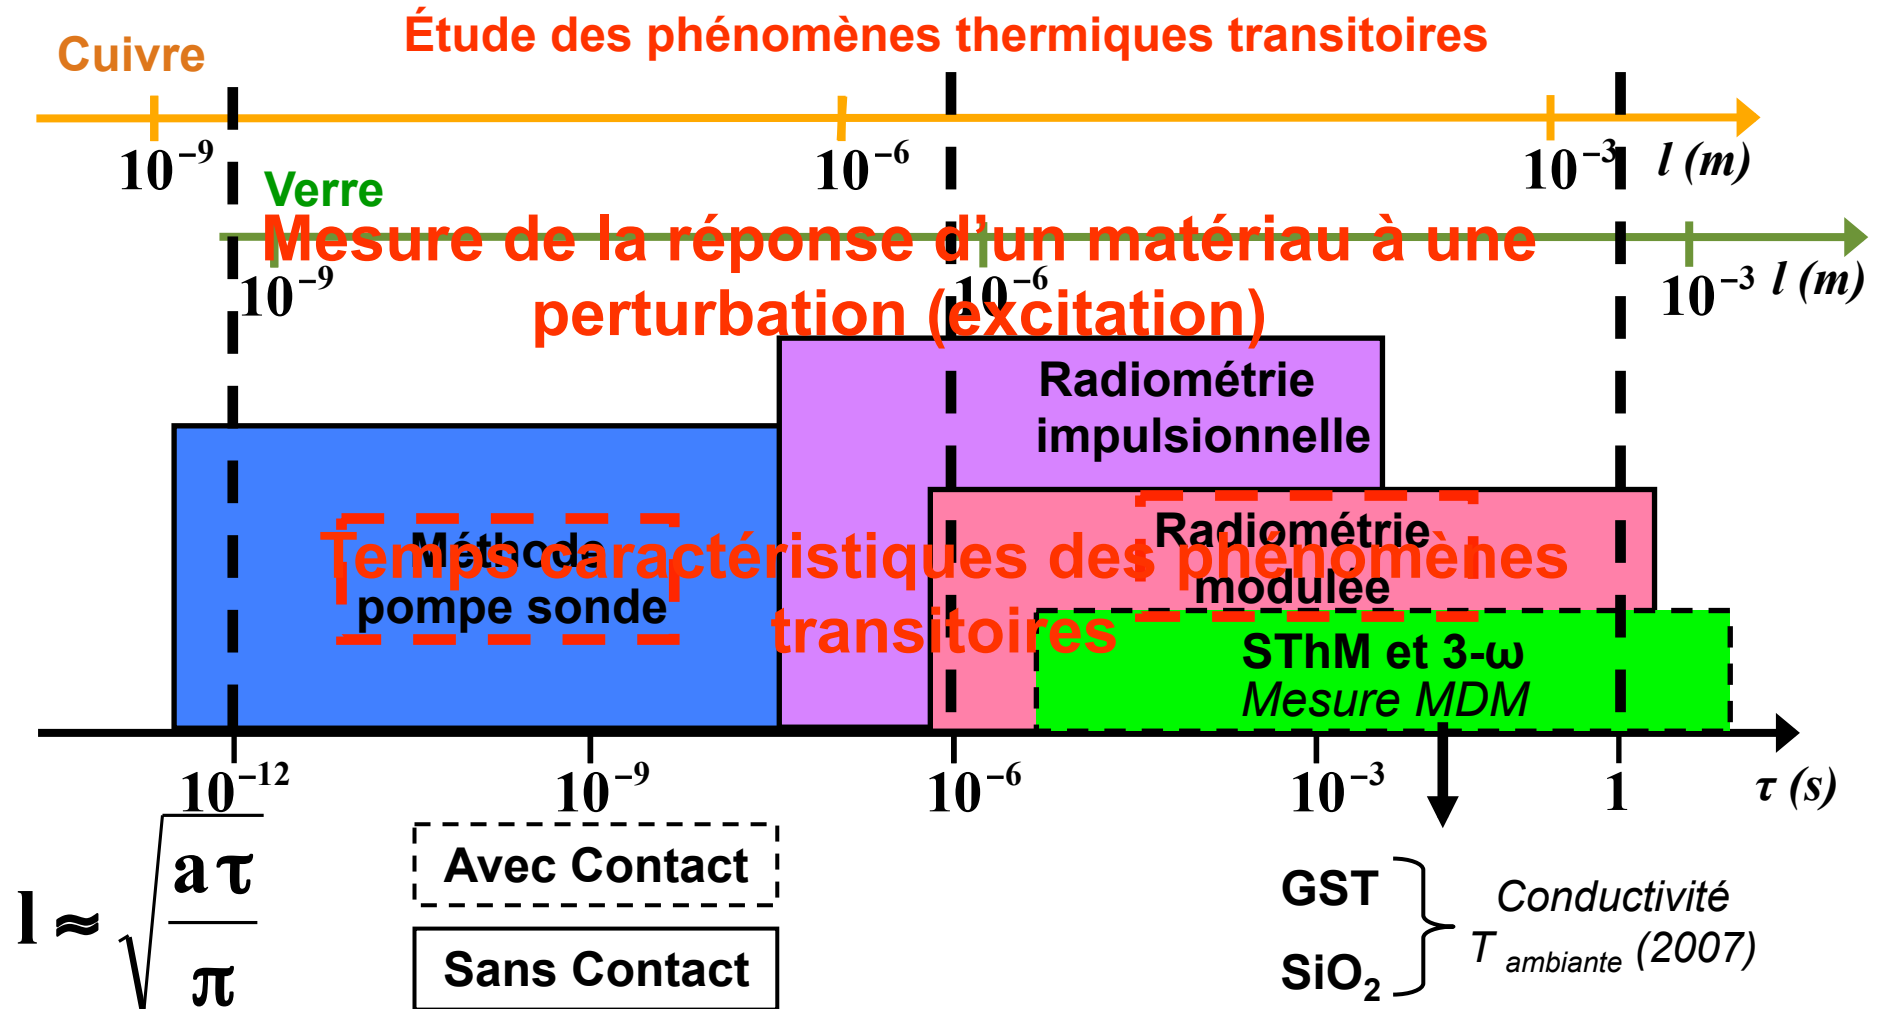 Étude des phénomènes thermiques transitoires
Cuivre
10⁻⁹
10⁻⁶
10⁻³
l (m)
Verre
Mesure de la réponse d'un matériau à une
perturbation (excitation)
10⁻⁹
10⁻⁶
10⁻³
l (m)
Radiométrie
impulsionnelle
Méthode
pompe sonde
Radiométrie
modulée
Temps caractéristiques des phénomènes
transitoires
SThM et 3-ω
Mesure MDM
10⁻¹²
10⁻⁹
10⁻⁶
10⁻³
1
τ (s)
l ≈ √(aτ/π)
Avec Contact
Sans Contact
GST
SiO₂
Conductivité
T ambiante (2007)